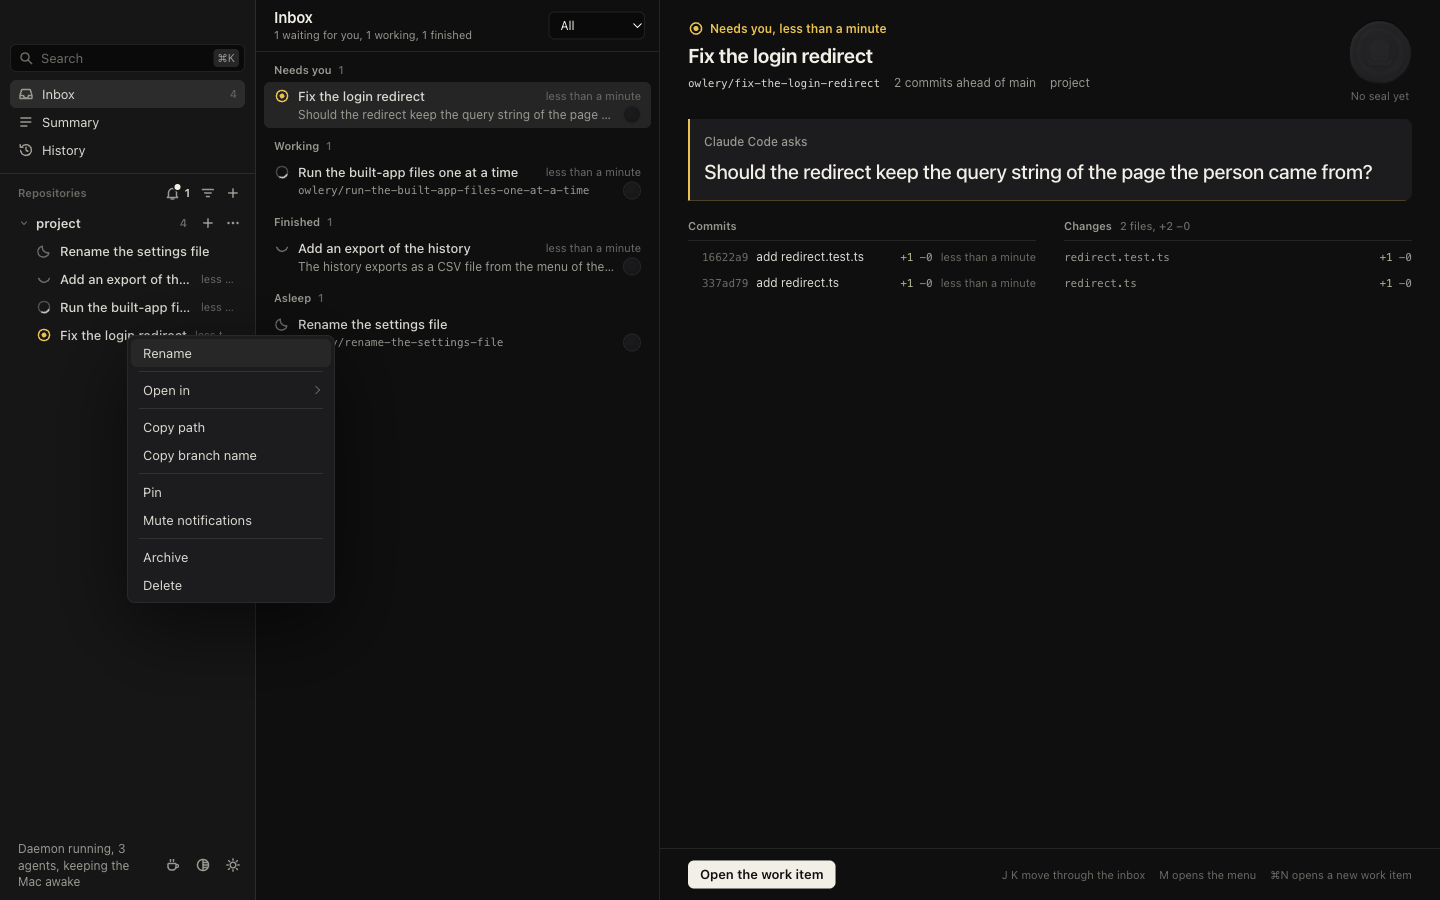 Search ⌘K
Inbox 4
Summary
History
Repositories 1
project 4
Rename the settings file
Add an export of th... less ...
Run the built-app fi... less ...
Fix the login redirect less t...
Rename
Open in
Copy path
Copy branch name
Pin
Mute notifications
Archive
Delete
Daemon running, 3
agents, keeping the
Mac awake
Inbox
1 waiting for you, 1 working, 1 finished
All
Needs you 1
Fix the login redirect less than a minute
Should the redirect keep the query string of the page ...
Working 1
Run the built-app files one at a time less than a minute
owlery/run-the-built-app-files-one-at-a-time
Finished 1
Add an export of the history less than a minute
The history exports as a CSV file from the menu of the...
Asleep 1
Rename the settings file
/rename-the-settings-file
Needs you, less than a minute
Fix the login redirect
owlery/fix-the-login-redirect 2 commits ahead of main project
No seal yet
Claude Code asks
Should the redirect keep the query string of the page the person came from?
Commits
16622a9 add redirect.test.ts +1 −0 less than a minute
337ad79 add redirect.ts +1 −0 less than a minute
Changes 2 files, +2 −0
redirect.test.ts +1 −0
redirect.ts +1 −0
Open the work item
J K move through the inbox M opens the menu ⌘N opens a new work item